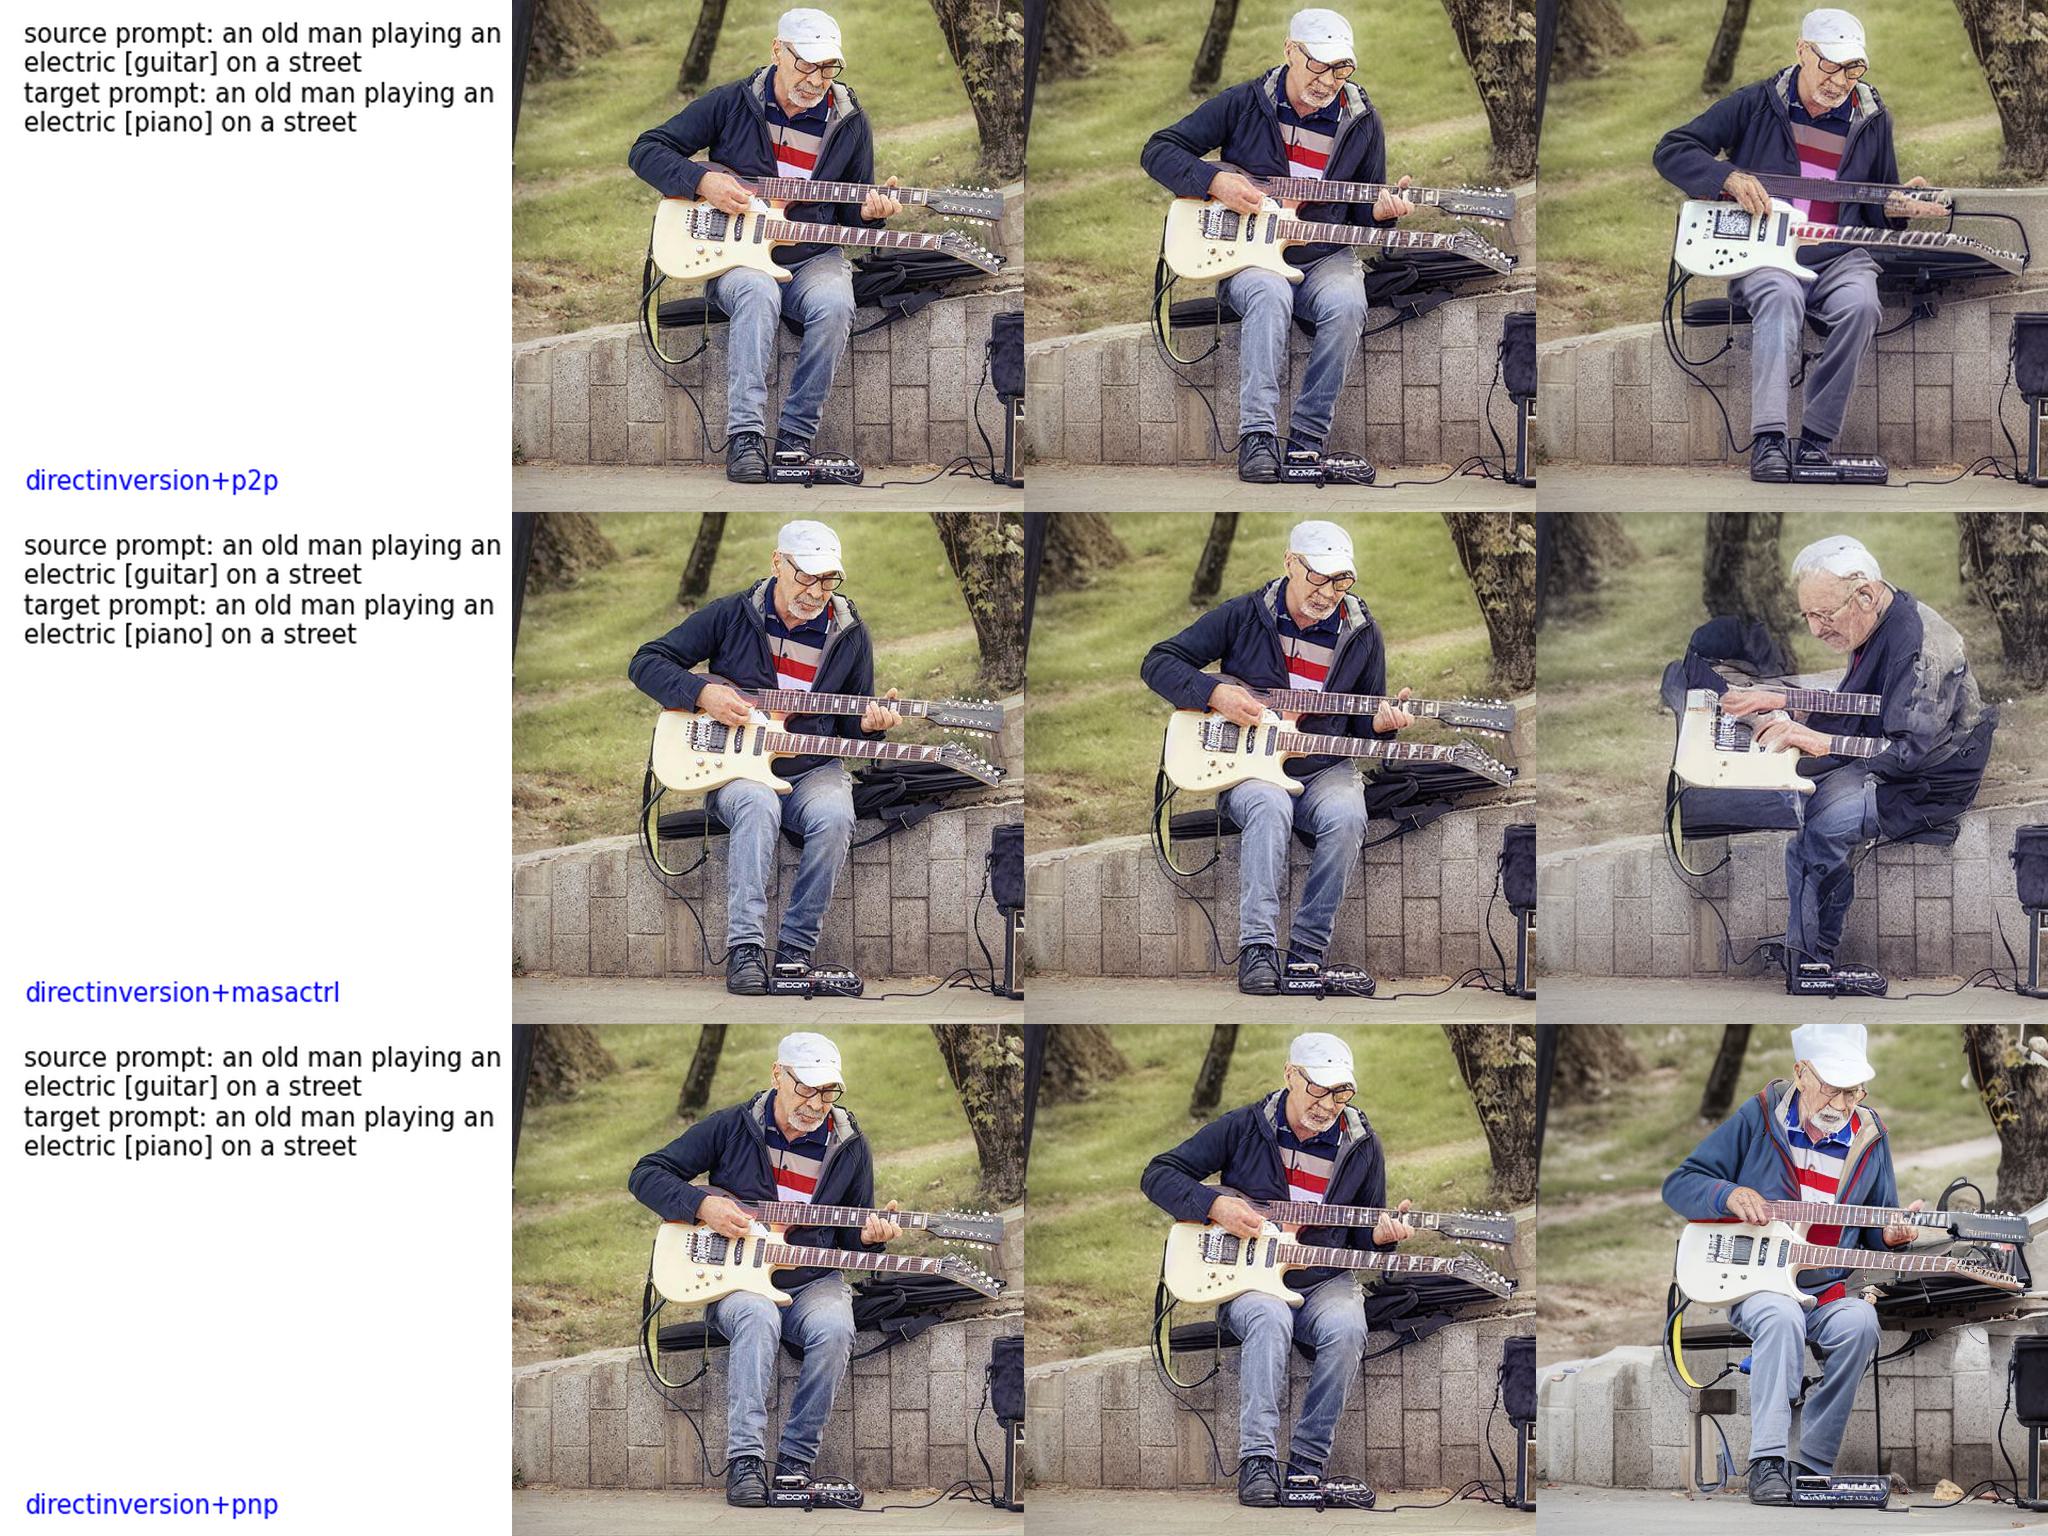 source prompt: an old man playing an
electric [guitar] on a street
target prompt: an old man playing an
electric [piano] on a street
directinversion+p2p
ZOOM
source prompt: an old man playing an
electric [guitar] on a street
target prompt: an old man playing an
electric [piano] on a street
directinversion+masactrl
ZOOM
source prompt: an old man playing an
electric [guitar] on a street
target prompt: an old man playing an
electric [piano] on a street
directinversion+pnp
ZOOM